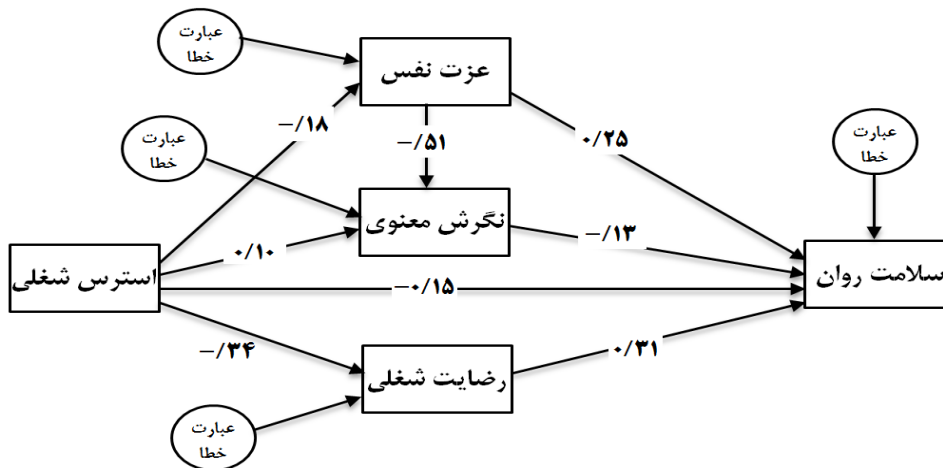 عبارت
خطا
عزت نفس
-/۱۸
-/۵۱
۰/۲۵
عبارت
خطا
عبارت
خطا
نگرش معنوی
۰/۱۰
-/۱۳
استرس شغلی
سلامت روان
-۰/۱۵
-/۳۴
۰/۳۱
رضایت شغلی
عبارت
خطا